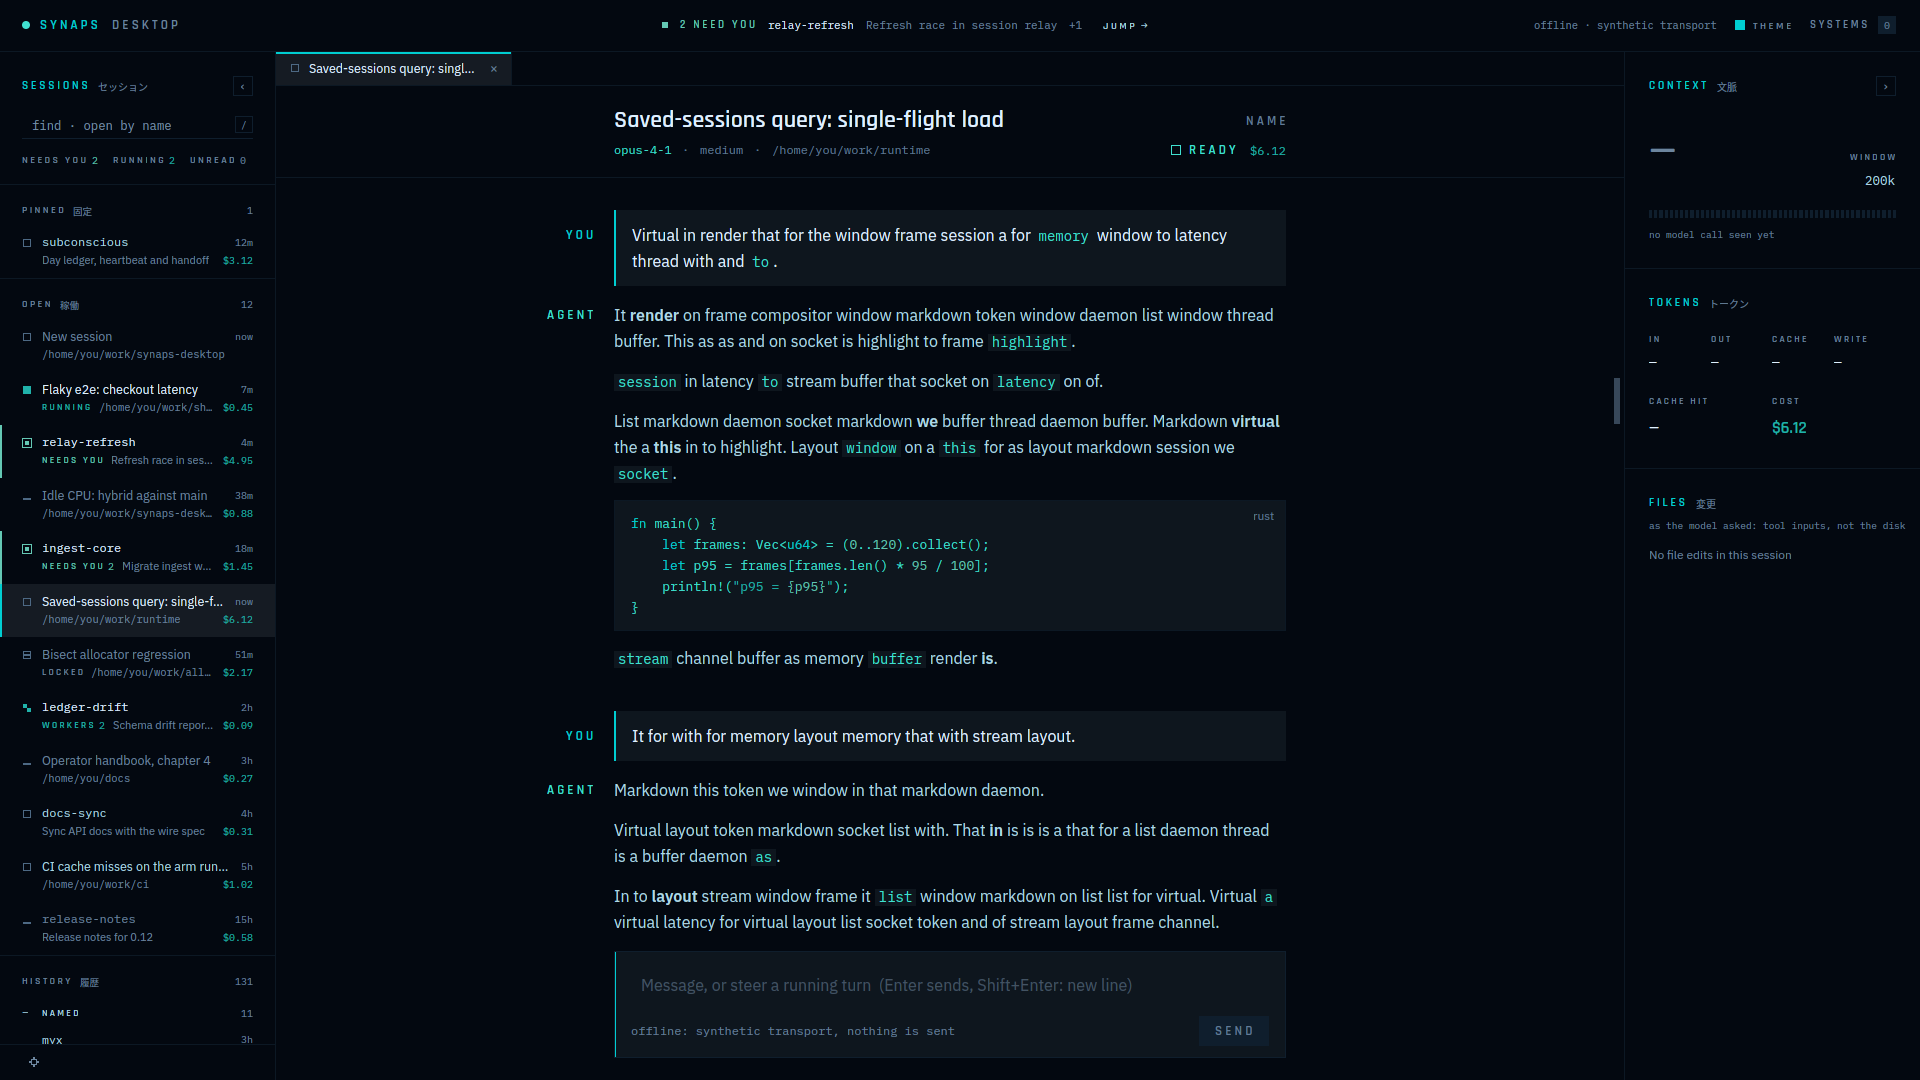 SYNAPS DESKTOP
2 NEED YOU relay-refresh Refresh race in session relay +1 JUMP →
offline · synthetic transport THEME SYSTEMS 0
SESSIONS セッション ‹
find · open by name /
NEEDS YOU 2 RUNNING 2 UNREAD 0
PINNED 固定 1
subconscious 12m
Day ledger, heartbeat and handoff $3.12
OPEN 稼働 12
New session now
/home/you/work/synaps-desktop
Flaky e2e: checkout latency 7m
RUNNING /home/you/work/sh… $0.45
relay-refresh 4m
NEEDS YOU Refresh race in ses… $4.95
Idle CPU: hybrid against main 38m
/home/you/work/synaps-desk… $0.88
ingest-core 18m
NEEDS YOU 2 Migrate ingest w… $1.45
Saved-sessions query: single-f… now
/home/you/work/runtime $6.12
Bisect allocator regression 51m
LOCKED /home/you/work/all… $2.17
ledger-drift 2h
WORKERS 2 Schema drift repor… $0.09
Operator handbook, chapter 4 3h
/home/you/docs $0.27
docs-sync 4h
Sync API docs with the wire spec $0.31
CI cache misses on the arm run… 5h
/home/you/work/ci $1.02
release-notes 15h
Release notes for 0.12 $0.58
HISTORY 履歴 131
– NAMED 11
myx 3h
Saved-sessions query: singl… ×
Saved-sessions query: single-flight load NAME
opus-4-1 · medium · /home/you/work/runtime READY $6.12
YOU
Virtual in render that for the window frame session a for memory window to latency
thread with and to.
AGENT
It render on frame compositor window markdown token window daemon list window thread
buffer. This as as and on socket is highlight to frame highlight.
session in latency to stream buffer that socket on latency on of.
List markdown daemon socket markdown we buffer thread daemon buffer. Markdown virtual
the a this in to highlight. Layout window on a this for as layout markdown session we
socket.
rust
fn main() {
    let frames: Vec<u64> = (0..120).collect();
    let p95 = frames[frames.len() * 95 / 100];
    println!("p95 = {p95}");
}
stream channel buffer as memory buffer render is.
YOU
It for with for memory layout memory that with stream layout.
AGENT
Markdown this token we window in that markdown daemon.
Virtual layout token markdown socket list with. That in is is is a that for a list daemon thread
is a buffer daemon as.
In to layout stream window frame it list window markdown on list list for virtual. Virtual a
virtual latency for virtual layout list socket token and of stream layout frame channel.
Message, or steer a running turn (Enter sends, Shift+Enter: new line)
offline: synthetic transport, nothing is sent SEND
CONTEXT 文脈 ›
—
WINDOW
200k
no model call seen yet
TOKENS トークン
IN OUT CACHE WRITE
– – – –
CACHE HIT COST
– $6.12
FILES 変更
as the model asked: tool inputs, not the disk
No file edits in this session